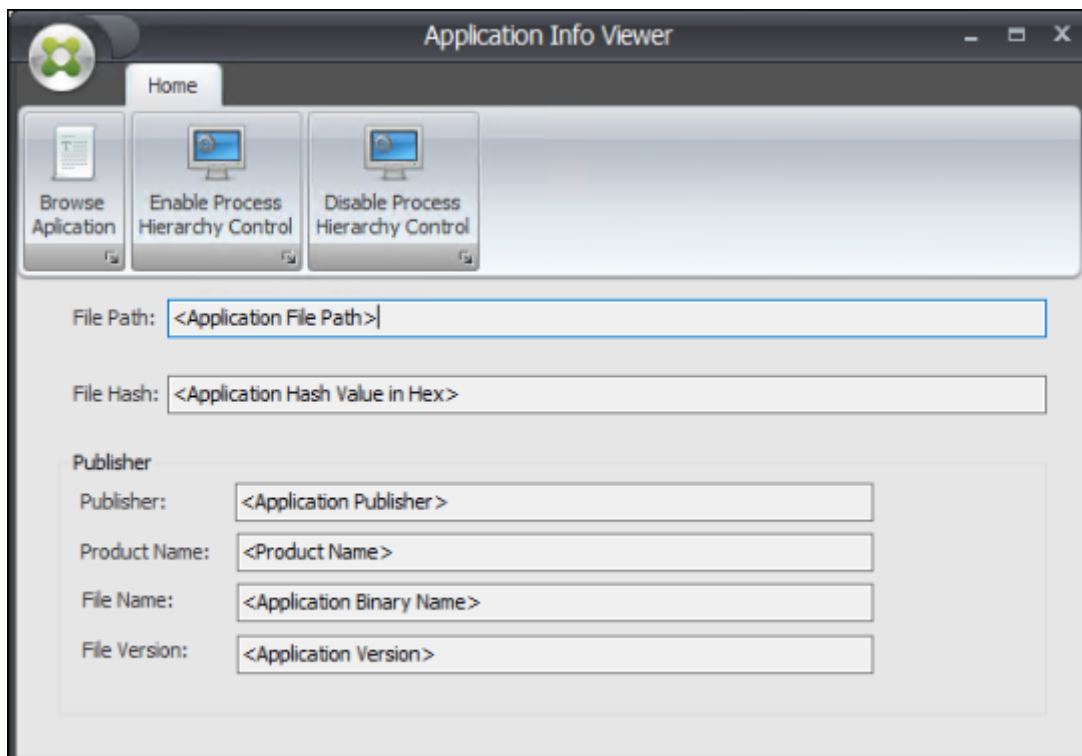 Application Info Viewer
Home
Browse
Aplication
Enable Process
Hierarchy Control
Disable Process
Hierarchy Control
File Path: <Application File Path>
File Hash: <Application Hash Value in Hex>
Publisher
Publisher: <Application Publisher>
Product Name: <Product Name>
File Name: <Application Binary Name>
File Version: <Application Version>